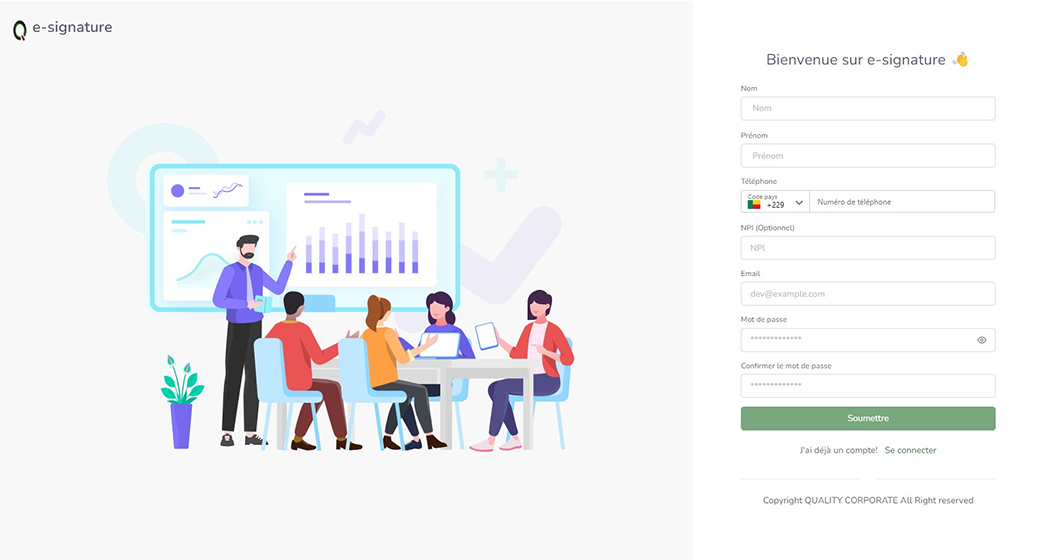 e-signature
Bienvenue sur e-signature 👋
Nom
Nom
Prénom
Prénom
Téléphone
Code pays
+229
Numéro de téléphone
NPI (Optionnel)
NPI
Email
dev@example.com
Mot de passe
*************
Confirmer le mot de passe
*************
Soumettre
J'ai déjà un compte! Se connecter
Copyright QUALITY CORPORATE All Right reserved